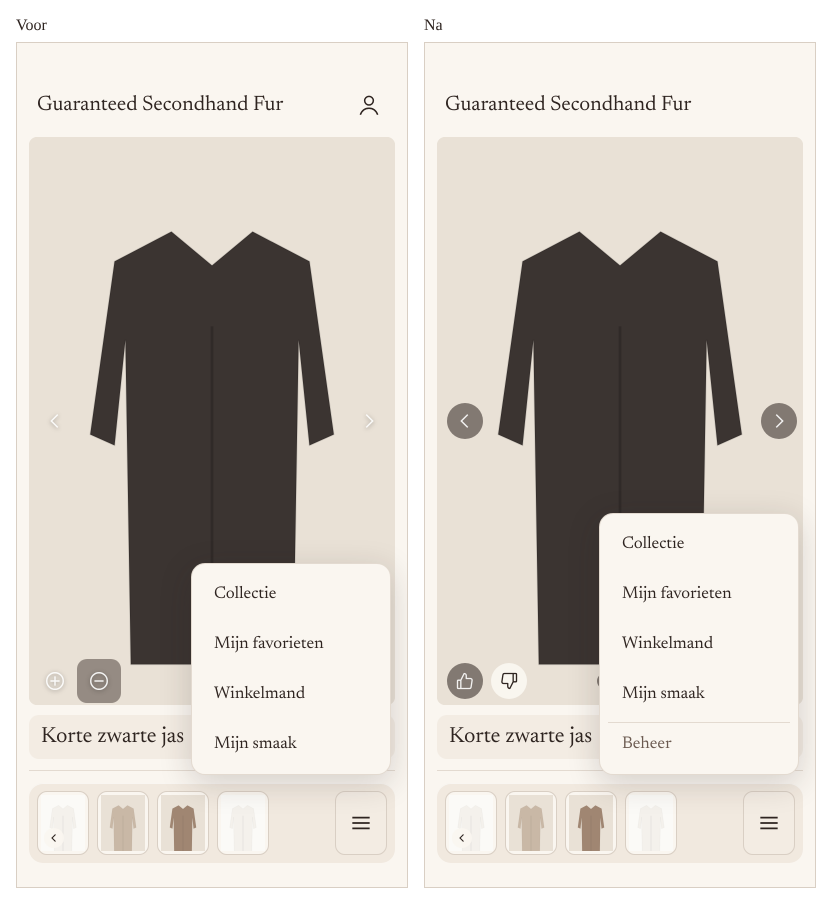 Voor
Na
Guaranteed Secondhand Fur
Guaranteed Secondhand Fur
Collectie
Mijn favorieten
Winkelmand
Mijn smaak
Korte zwarte jas
Collectie
Mijn favorieten
Winkelmand
Mijn smaak
Beheer
Korte zwarte jas